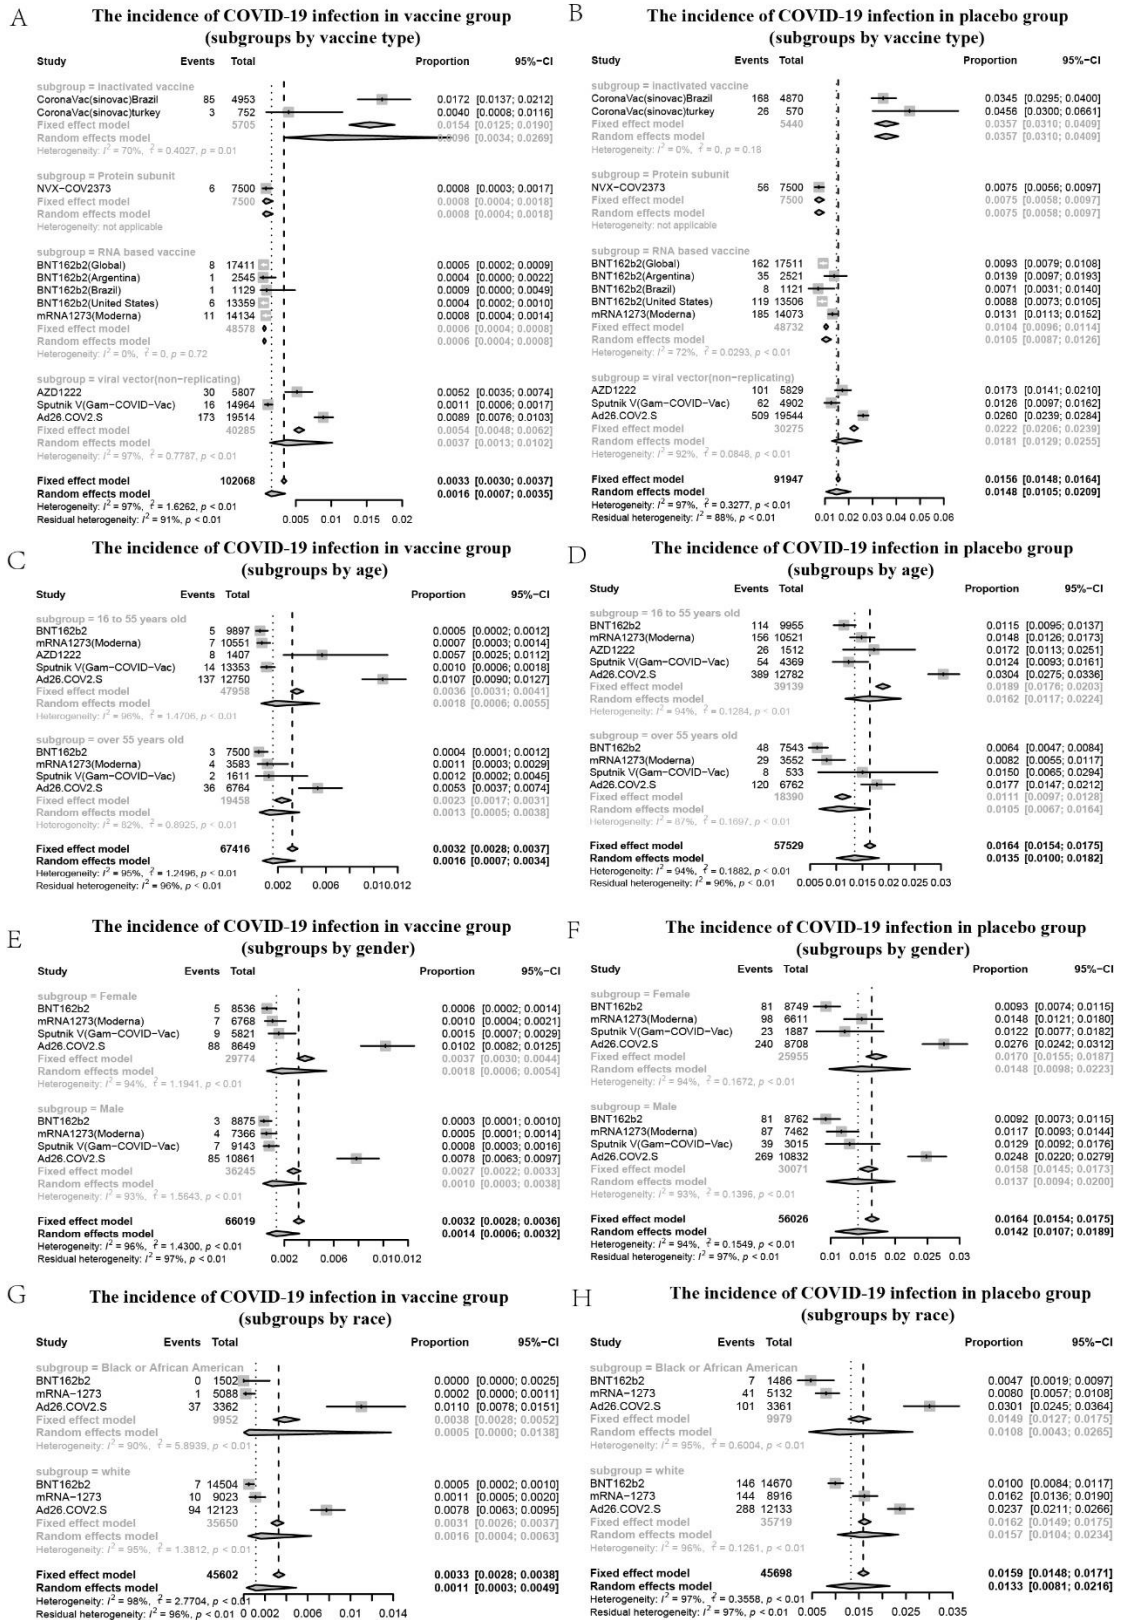 A
The incidence of COVID-19 infection in vaccine group
(subgroups by vaccine type)
Study Events Total Proportion 95%-CI
subgroup = inactivated vaccine
CoronaVac(sinovac)Brazil 85 4953 0.0172 [0.0137; 0.0212]
CoronaVac(sinovac)turkey 3 752 0.0040 [0.0008; 0.0116]
Fixed effect model 5705 0.0154 [0.0125; 0.0190]
Random effects model 0.0096 [0.0034; 0.0269]
Heterogeneity: I² = 70%, τ² = 0.4027, p = 0.01
subgroup = Protein subunit
NVX-COV2373 6 7500 0.0008 [0.0003; 0.0017]
Fixed effect model 7500 0.0008 [0.0004; 0.0018]
Random effects model 0.0008 [0.0004; 0.0018]
Heterogeneity: not applicable
subgroup = RNA based vaccine
BNT162b2(Global) 8 17411 0.0005 [0.0002; 0.0009]
BNT162b2(Argentina) 1 2545 0.0004 [0.0000; 0.0022]
BNT162b2(Brazil) 1 1129 0.0009 [0.0000; 0.0049]
BNT162b2(United States) 6 13359 0.0004 [0.0002; 0.0010]
mRNA1273(Moderna) 11 14134 0.0008 [0.0004; 0.0014]
Fixed effect model 48578 0.0006 [0.0004; 0.0008]
Random effects model 0.0006 [0.0004; 0.0008]
Heterogeneity: I² = 0%, τ² = 0, p = 0.72
subgroup = viral vector(non-replicating)
AZD1222 30 5807 0.0052 [0.0035; 0.0074]
Sputnik V(Gam-COVID-Vac) 16 14964 0.0011 [0.0006; 0.0017]
Ad26.COV2.S 173 19514 0.0089 [0.0076; 0.0103]
Fixed effect model 40285 0.0054 [0.0048; 0.0062]
Random effects model 0.0037 [0.0013; 0.0102]
Heterogeneity: I² = 97%, τ² = 0.7787, p < 0.01
Fixed effect model 102068 0.0033 [0.0030; 0.0037]
Random effects model 0.0016 [0.0007; 0.0035]
Heterogeneity: I² = 97%, τ² = 1.6262, p < 0.01
Residual heterogeneity: I² = 91%, p < 0.01
0.005 0.01 0.015 0.02
B
The incidence of COVID-19 infection in placebo group
(subgroups by vaccine type)
Study Events Total Proportion 95%-CI
subgroup = inactivated vaccine
CoronaVac(sinovac)Brazil 168 4870 0.0345 [0.0295; 0.0400]
CoronaVac(sinovac)turkey 26 570 0.0456 [0.0300; 0.0661]
Fixed effect model 5440 0.0357 [0.0310; 0.0409]
Random effects model 0.0357 [0.0310; 0.0409]
Heterogeneity: I² = 0%, τ² = 0, p = 0.18
subgroup = Protein subunit
NVX-COV2373 56 7500 0.0075 [0.0056; 0.0097]
Fixed effect model 7500 0.0075 [0.0058; 0.0097]
Random effects model 0.0075 [0.0058; 0.0097]
Heterogeneity: not applicable
subgroup = RNA based vaccine
BNT162b2(Global) 162 17511 0.0093 [0.0079; 0.0108]
BNT162b2(Argentina) 35 2521 0.0139 [0.0097; 0.0193]
BNT162b2(Brazil) 8 1121 0.0071 [0.0031; 0.0140]
BNT162b2(United States) 119 13506 0.0088 [0.0073; 0.0105]
mRNA1273(Moderna) 185 14073 0.0131 [0.0113; 0.0152]
Fixed effect model 48732 0.0104 [0.0096; 0.0114]
Random effects model 0.0105 [0.0087; 0.0126]
Heterogeneity: I² = 72%, τ² = 0.0293, p < 0.01
subgroup = viral vector(non-replicating)
AZD1222 101 5829 0.0173 [0.0141; 0.0210]
Sputnik V(Gam-COVID-Vac) 62 4902 0.0126 [0.0097; 0.0162]
Ad26.COV2.S 509 19544 0.0260 [0.0239; 0.0284]
Fixed effect model 30275 0.0222 [0.0206; 0.0239]
Random effects model 0.0181 [0.0129; 0.0255]
Heterogeneity: I² = 92%, τ² = 0.0848, p < 0.01
Fixed effect model 91947 0.0156 [0.0148; 0.0164]
Random effects model 0.0148 [0.0105; 0.0209]
Heterogeneity: I² = 97%, τ² = 0.3277, p < 0.01
Residual heterogeneity: I² = 88%, p < 0.01
0.01 0.02 0.03 0.04 0.05 0.06
C
The incidence of COVID-19 infection in vaccine group
(subgroups by age)
Study Events Total Proportion 95%-CI
subgroup = 16 to 55 years old
BNT162b2 5 9897 0.0005 [0.0002; 0.0012]
mRNA1273(Moderna) 7 10551 0.0007 [0.0003; 0.0014]
AZD1222 8 1407 0.0057 [0.0025; 0.0112]
Sputnik V(Gam-COVID-Vac) 14 13353 0.0010 [0.0006; 0.0018]
Ad26.COV2.S 137 12750 0.0107 [0.0090; 0.0127]
Fixed effect model 47958 0.0036 [0.0031; 0.0041]
Random effects model 0.0018 [0.0006; 0.0055]
Heterogeneity: I² = 96%, τ² = 1.4706, p < 0.01
subgroup = over 55 years old
BNT162b2 3 7500 0.0004 [0.0001; 0.0012]
mRNA1273(Moderna) 4 3583 0.0011 [0.0003; 0.0029]
Sputnik V(Gam-COVID-Vac) 2 1611 0.0012 [0.0002; 0.0045]
Ad26.COV2.S 36 6764 0.0053 [0.0037; 0.0074]
Fixed effect model 19458 0.0023 [0.0017; 0.0031]
Random effects model 0.0013 [0.0005; 0.0038]
Heterogeneity: I² = 82%, τ² = 0.8925, p < 0.01
Fixed effect model 67416 0.0032 [0.0028; 0.0037]
Random effects model 0.0016 [0.0007; 0.0034]
Heterogeneity: I² = 95%, τ² = 1.2496, p < 0.01
Residual heterogeneity: I² = 96%, p < 0.01
0.002 0.006 0.010 0.012
D
The incidence of COVID-19 infection in placebo group
(subgroups by age)
Study Events Total Proportion 95%-CI
subgroup = 16 to 55 years old
BNT162b2 114 9955 0.0115 [0.0095; 0.0137]
mRNA1273(Moderna) 156 10521 0.0148 [0.0126; 0.0173]
AZD1222 26 1512 0.0172 [0.0113; 0.0251]
Sputnik V(Gam-COVID-Vac) 54 4369 0.0124 [0.0093; 0.0161]
Ad26.COV2.S 389 12782 0.0304 [0.0275; 0.0336]
Fixed effect model 39139 0.0189 [0.0176; 0.0203]
Random effects model 0.0162 [0.0117; 0.0224]
Heterogeneity: I² = 94%, τ² = 0.1284, p < 0.01
subgroup = over 55 years old
BNT162b2 48 7543 0.0064 [0.0047; 0.0084]
mRNA1273(Moderna) 29 3552 0.0082 [0.0055; 0.0117]
Sputnik V(Gam-COVID-Vac) 8 533 0.0150 [0.0065; 0.0294]
Ad26.COV2.S 120 6762 0.0177 [0.0147; 0.0212]
Fixed effect model 18390 0.0111 [0.0097; 0.0128]
Random effects model 0.0105 [0.0067; 0.0164]
Heterogeneity: I² = 87%, τ² = 0.1697, p < 0.01
Fixed effect model 57529 0.0164 [0.0154; 0.0175]
Random effects model 0.0135 [0.0100; 0.0182]
Heterogeneity: I² = 94%, τ² = 0.1882, p < 0.01
Residual heterogeneity: I² = 96%, p < 0.01
0.005 0.01 0.015 0.02 0.025 0.03
E
The incidence of COVID-19 infection in vaccine group
(subgroups by gender)
Study Events Total Proportion 95%-CI
subgroup = Female
BNT162b2 5 8536 0.0006 [0.0002; 0.0014]
mRNA1273(Moderna) 7 6768 0.0010 [0.0004; 0.0021]
Sputnik V(Gam-COVID-Vac) 9 5821 0.0015 [0.0007; 0.0029]
Ad26.COV2.S 88 8649 0.0102 [0.0082; 0.0125]
Fixed effect model 29774 0.0037 [0.0030; 0.0044]
Random effects model 0.0018 [0.0006; 0.0054]
Heterogeneity: I² = 94%, τ² = 1.1941, p < 0.01
subgroup = Male
BNT162b2 3 8875 0.0003 [0.0001; 0.0010]
mRNA1273(Moderna) 4 7366 0.0005 [0.0001; 0.0014]
Sputnik V(Gam-COVID-Vac) 7 9143 0.0008 [0.0003; 0.0016]
Ad26.COV2.S 85 10861 0.0078 [0.0063; 0.0097]
Fixed effect model 36245 0.0027 [0.0022; 0.0033]
Random effects model 0.0010 [0.0003; 0.0038]
Heterogeneity: I² = 93%, τ² = 1.5643, p < 0.01
Fixed effect model 66019 0.0032 [0.0028; 0.0036]
Random effects model 0.0014 [0.0006; 0.0032]
Heterogeneity: I² = 96%, τ² = 1.4300, p < 0.01
Residual heterogeneity: I² = 97%, p < 0.01
0.002 0.006 0.010 0.012
F
The incidence of COVID-19 infection in placebo group
(subgroups by gender)
Study Events Total Proportion 95%-CI
subgroup = Female
BNT162b2 81 8749 0.0093 [0.0074; 0.0115]
mRNA1273(Moderna) 98 6611 0.0148 [0.0121; 0.0180]
Sputnik V(Gam-COVID-Vac) 23 1887 0.0122 [0.0077; 0.0182]
Ad26.COV2.S 240 8708 0.0276 [0.0242; 0.0312]
Fixed effect model 25955 0.0170 [0.0155; 0.0187]
Random effects model 0.0148 [0.0098; 0.0223]
Heterogeneity: I² = 94%, τ² = 0.1672, p < 0.01
subgroup = Male
BNT162b2 81 8762 0.0092 [0.0073; 0.0115]
mRNA1273(Moderna) 87 7462 0.0117 [0.0093; 0.0144]
Sputnik V(Gam-COVID-Vac) 39 3015 0.0129 [0.0092; 0.0176]
Ad26.COV2.S 269 10832 0.0248 [0.0220; 0.0279]
Fixed effect model 30071 0.0158 [0.0145; 0.0173]
Random effects model 0.0137 [0.0094; 0.0200]
Heterogeneity: I² = 93%, τ² = 0.1396, p < 0.01
Fixed effect model 56026 0.0164 [0.0154; 0.0175]
Random effects model 0.0142 [0.0107; 0.0189]
Heterogeneity: I² = 94%, τ² = 0.1549, p < 0.01
Residual heterogeneity: I² = 97%, p < 0.01
0.01 0.015 0.02 0.025 0.03
G
The incidence of COVID-19 infection in vaccine group
(subgroups by race)
Study Events Total Proportion 95%-CI
subgroup = Black or African American
BNT162b2 0 1502 0.0000 [0.0000; 0.0025]
mRNA-1273 1 5088 0.0002 [0.0000; 0.0011]
Ad26.COV2.S 37 3362 0.0110 [0.0078; 0.0151]
Fixed effect model 9952 0.0038 [0.0028; 0.0052]
Random effects model 0.0005 [0.0000; 0.0138]
Heterogeneity: I² = 90%, τ² = 5.8939, p < 0.01
subgroup = white
BNT162b2 7 14504 0.0005 [0.0002; 0.0010]
mRNA-1273 10 9023 0.0011 [0.0005; 0.0020]
Ad26.COV2.S 94 12123 0.0078 [0.0063; 0.0095]
Fixed effect model 35650 0.0031 [0.0026; 0.0037]
Random effects model 0.0016 [0.0004; 0.0063]
Heterogeneity: I² = 95%, τ² = 1.3812, p < 0.01
Fixed effect model 45602 0.0033 [0.0028; 0.0038]
Random effects model 0.0011 [0.0003; 0.0049]
Heterogeneity: I² = 98%, τ² = 2.7704, p < 0.01
Residual heterogeneity: I² = 96%, p < 0.01
0 0.002 0.006 0.01 0.014
H
The incidence of COVID-19 infection in placebo group
(subgroups by race)
Study Events Total Proportion 95%-CI
subgroup = Black or African American
BNT162b2 7 1486 0.0047 [0.0019; 0.0097]
mRNA-1273 41 5132 0.0080 [0.0057; 0.0108]
Ad26.COV2.S 101 3361 0.0301 [0.0245; 0.0364]
Fixed effect model 9979 0.0149 [0.0127; 0.0175]
Random effects model 0.0108 [0.0043; 0.0265]
Heterogeneity: I² = 95%, τ² = 0.6004, p < 0.01
subgroup = white
BNT162b2 146 14670 0.0100 [0.0084; 0.0117]
mRNA-1273 144 8916 0.0162 [0.0136; 0.0190]
Ad26.COV2.S 288 12133 0.0237 [0.0211; 0.0266]
Fixed effect model 35719 0.0162 [0.0149; 0.0175]
Random effects model 0.0157 [0.0104; 0.0234]
Heterogeneity: I² = 96%, τ² = 0.1261, p < 0.01
Fixed effect model 45698 0.0159 [0.0148; 0.0171]
Random effects model 0.0133 [0.0081; 0.0216]
Heterogeneity: I² = 97%, τ² = 0.3558, p < 0.01
Residual heterogeneity: I² = 97%, p < 0.01
0.005 0.015 0.025 0.035